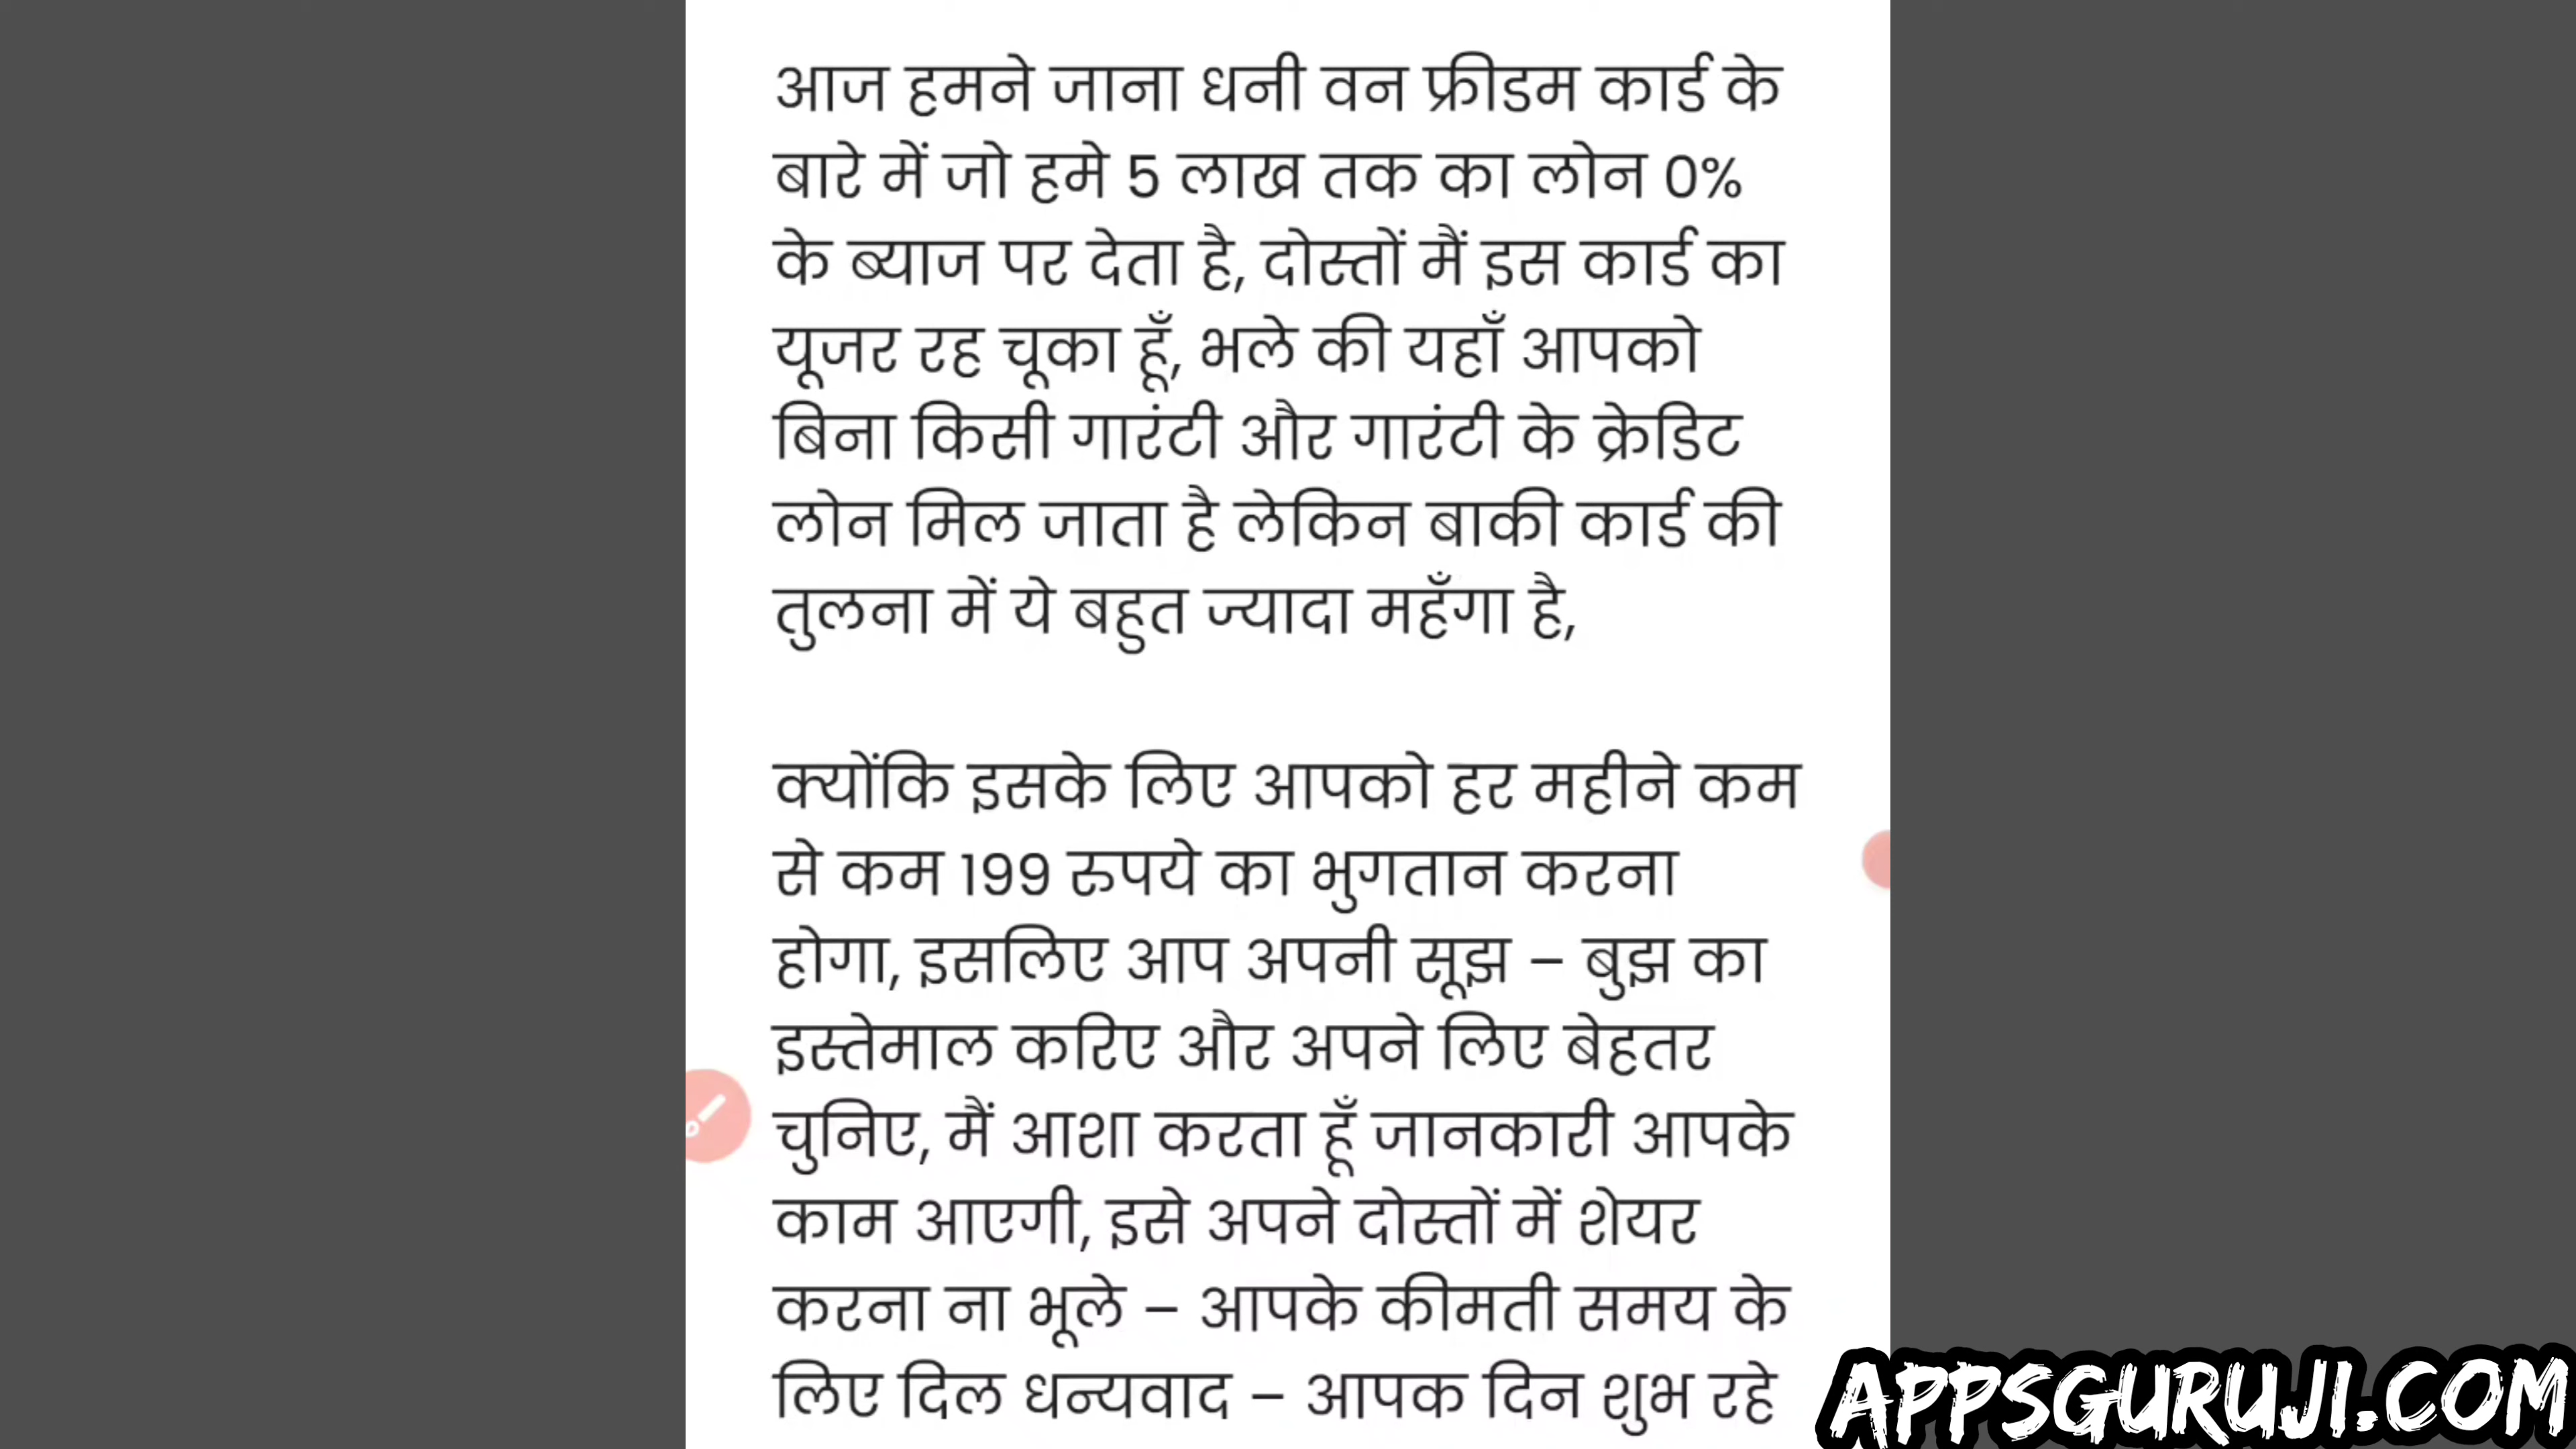 आज हमने जाना धनी वन फ्रीडम कार्ड के
बारे में जो हमे 5 लाख तक का लोन 0%
के ब्याज पर देता है, दोस्तों मैं इस कार्ड का
यूजर रह चूका हूँ, भले की यहाँ आपको
बिना किसी गारंटी और गारंटी के क्रेडिट
लोन मिल जाता है लेकिन बाकी कार्ड की
तुलना में ये बहुत ज्यादा महँगा है,
क्योंकि इसके लिए आपको हर महीने कम
से कम 199 रुपये का भुगतान करना
होगा, इसलिए आप अपनी सूझ – बुझ का
इस्तेमाल करिए और अपने लिए बेहतर
चुनिए, मैं आशा करता हूँ जानकारी आपके
काम आएगी, इसे अपने दोस्तों में शेयर
करना ना भूले – आपके कीमती समय के
लिए दिल धन्यवाद – आपक दिन शुभ रहे
APPSGURUJI.COM